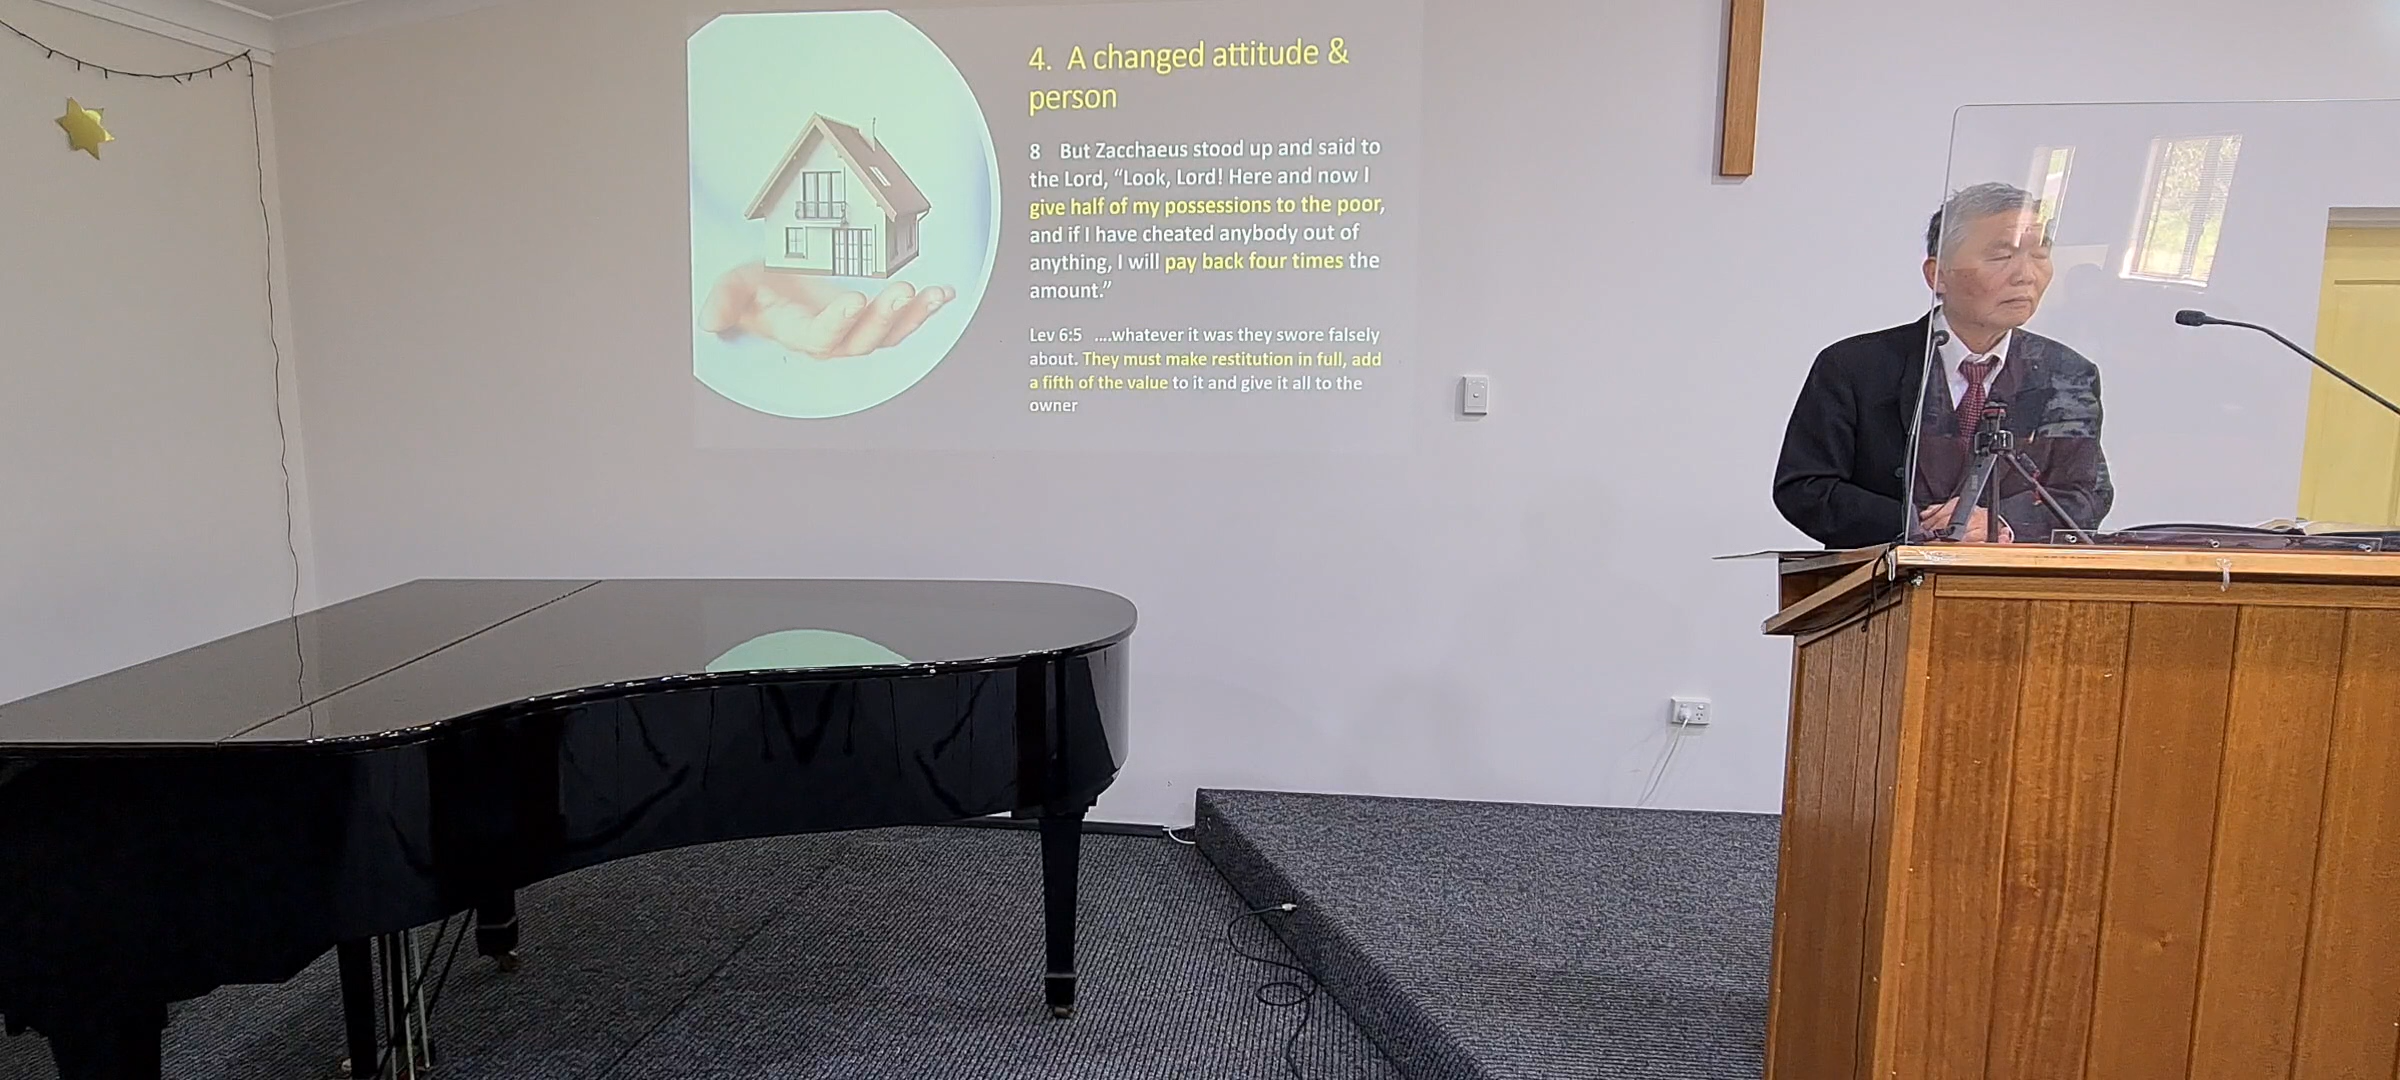 4.  A changed attitude &
person
8   But Zacchaeus stood up and said to
the Lord, “Look, Lord! Here and now I
give half of my possessions to the poor,
and if I have cheated anybody out of
anything, I will pay back four times the
amount.”
Lev 6:5   ....whatever it was they swore falsely
about. They must make restitution in full, add
a fifth of the value to it and give it all to the
owner